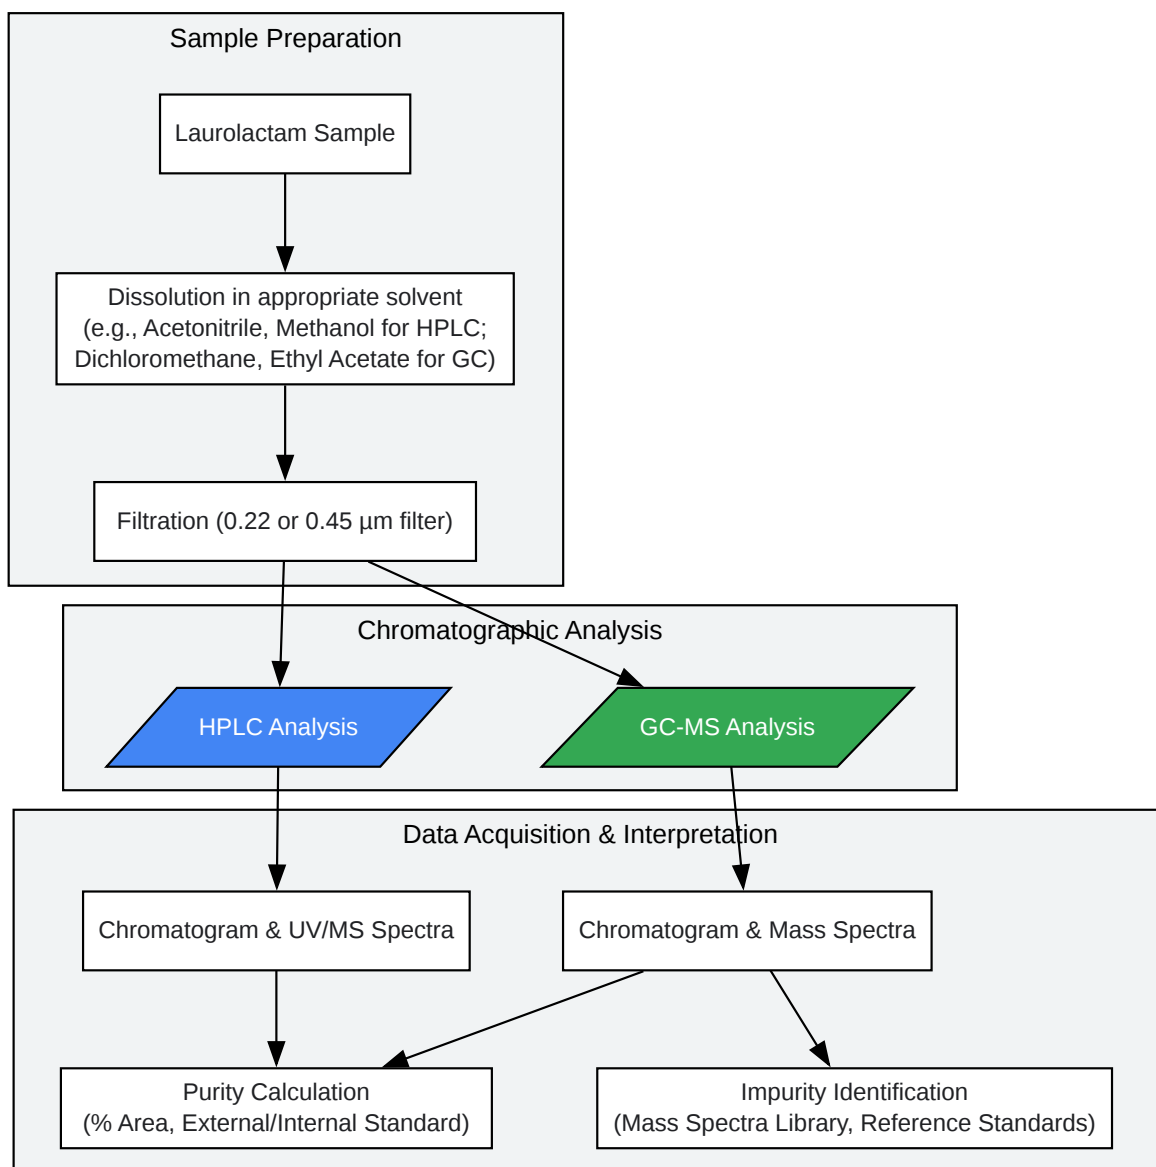 Sample Preparation
Laurolactam Sample
Dissolution in appropriate solvent
(e.g., Acetonitrile, Methanol for HPLC;
Dichloromethane, Ethyl Acetate for GC)
Filtration (0.22 or 0.45 µm filter)
Chromatographic Analysis
HPLC Analysis
GC-MS Analysis
Data Acquisition & Interpretation
Chromatogram & UV/MS Spectra
Chromatogram & Mass Spectra
Purity Calculation
(% Area, External/Internal Standard)
Impurity Identification
(Mass Spectra Library, Reference Standards)